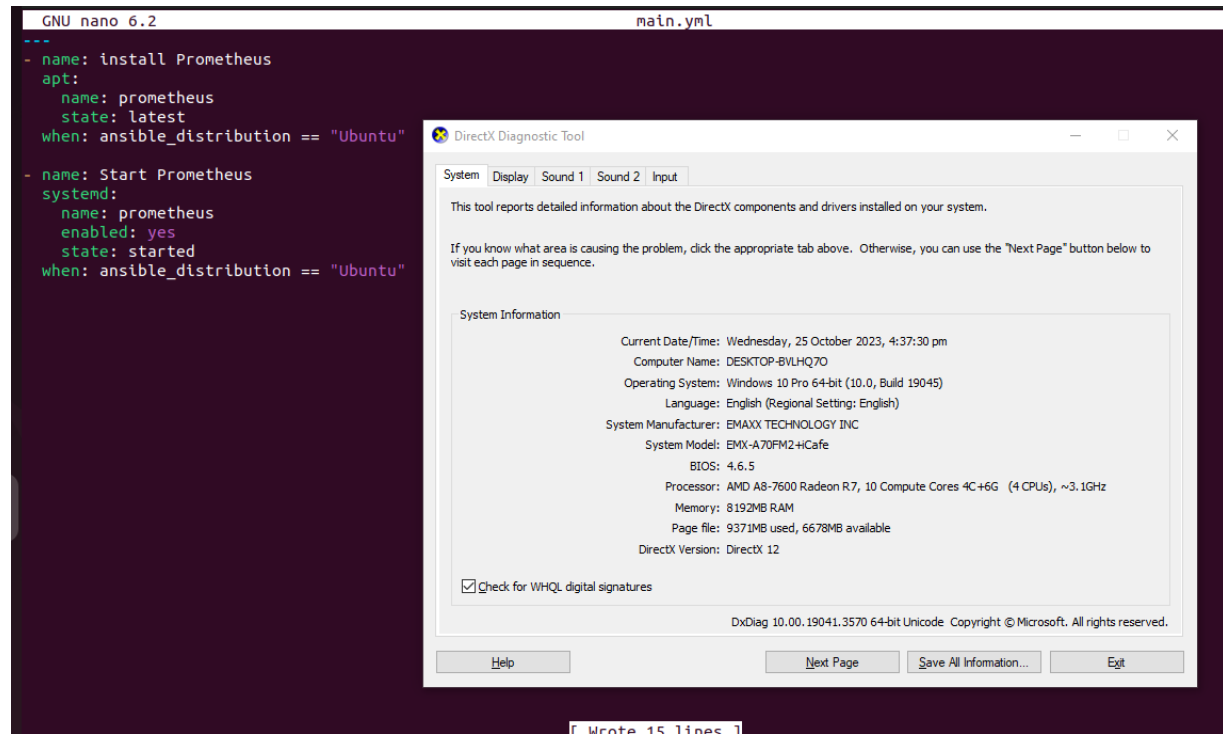 GNU nano 6.2 main.yml
---
- name: install Prometheus
  apt:
    name: prometheus
    state: latest
  when: ansible_distribution == "Ubuntu"
- name: Start Prometheus
  systemd:
    name: prometheus
    enabled: yes
    state: started
  when: ansible_distribution == "Ubuntu"
DirectX Diagnostic Tool
System Display Sound 1 Sound 2 Input
This tool reports detailed information about the DirectX components and drivers installed on your system.
If you know what area is causing the problem, click the appropriate tab above.  Otherwise, you can use the "Next Page" button below to
visit each page in sequence.
System Information
Current Date/Time: Wednesday, 25 October 2023, 4:37:30 pm
Computer Name: DESKTOP-BVLHQ7O
Operating System: Windows 10 Pro 64-bit (10.0, Build 19045)
Language: English (Regional Setting: English)
System Manufacturer: EMAXX TECHNOLOGY INC
System Model: EMX-A70FM2+iCafe
BIOS: 4.6.5
Processor: AMD A8-7600 Radeon R7, 10 Compute Cores 4C+6G   (4 CPUs), ~3.1GHz
Memory: 8192MB RAM
Page file: 9371MB used, 6678MB available
DirectX Version: DirectX 12
Check for WHQL digital signatures
DxDiag 10.00.19041.3570 64-bit Unicode  Copyright © Microsoft. All rights reserved.
Help Next Page Save All Information... Exit
[ Wrote 15 lines ]